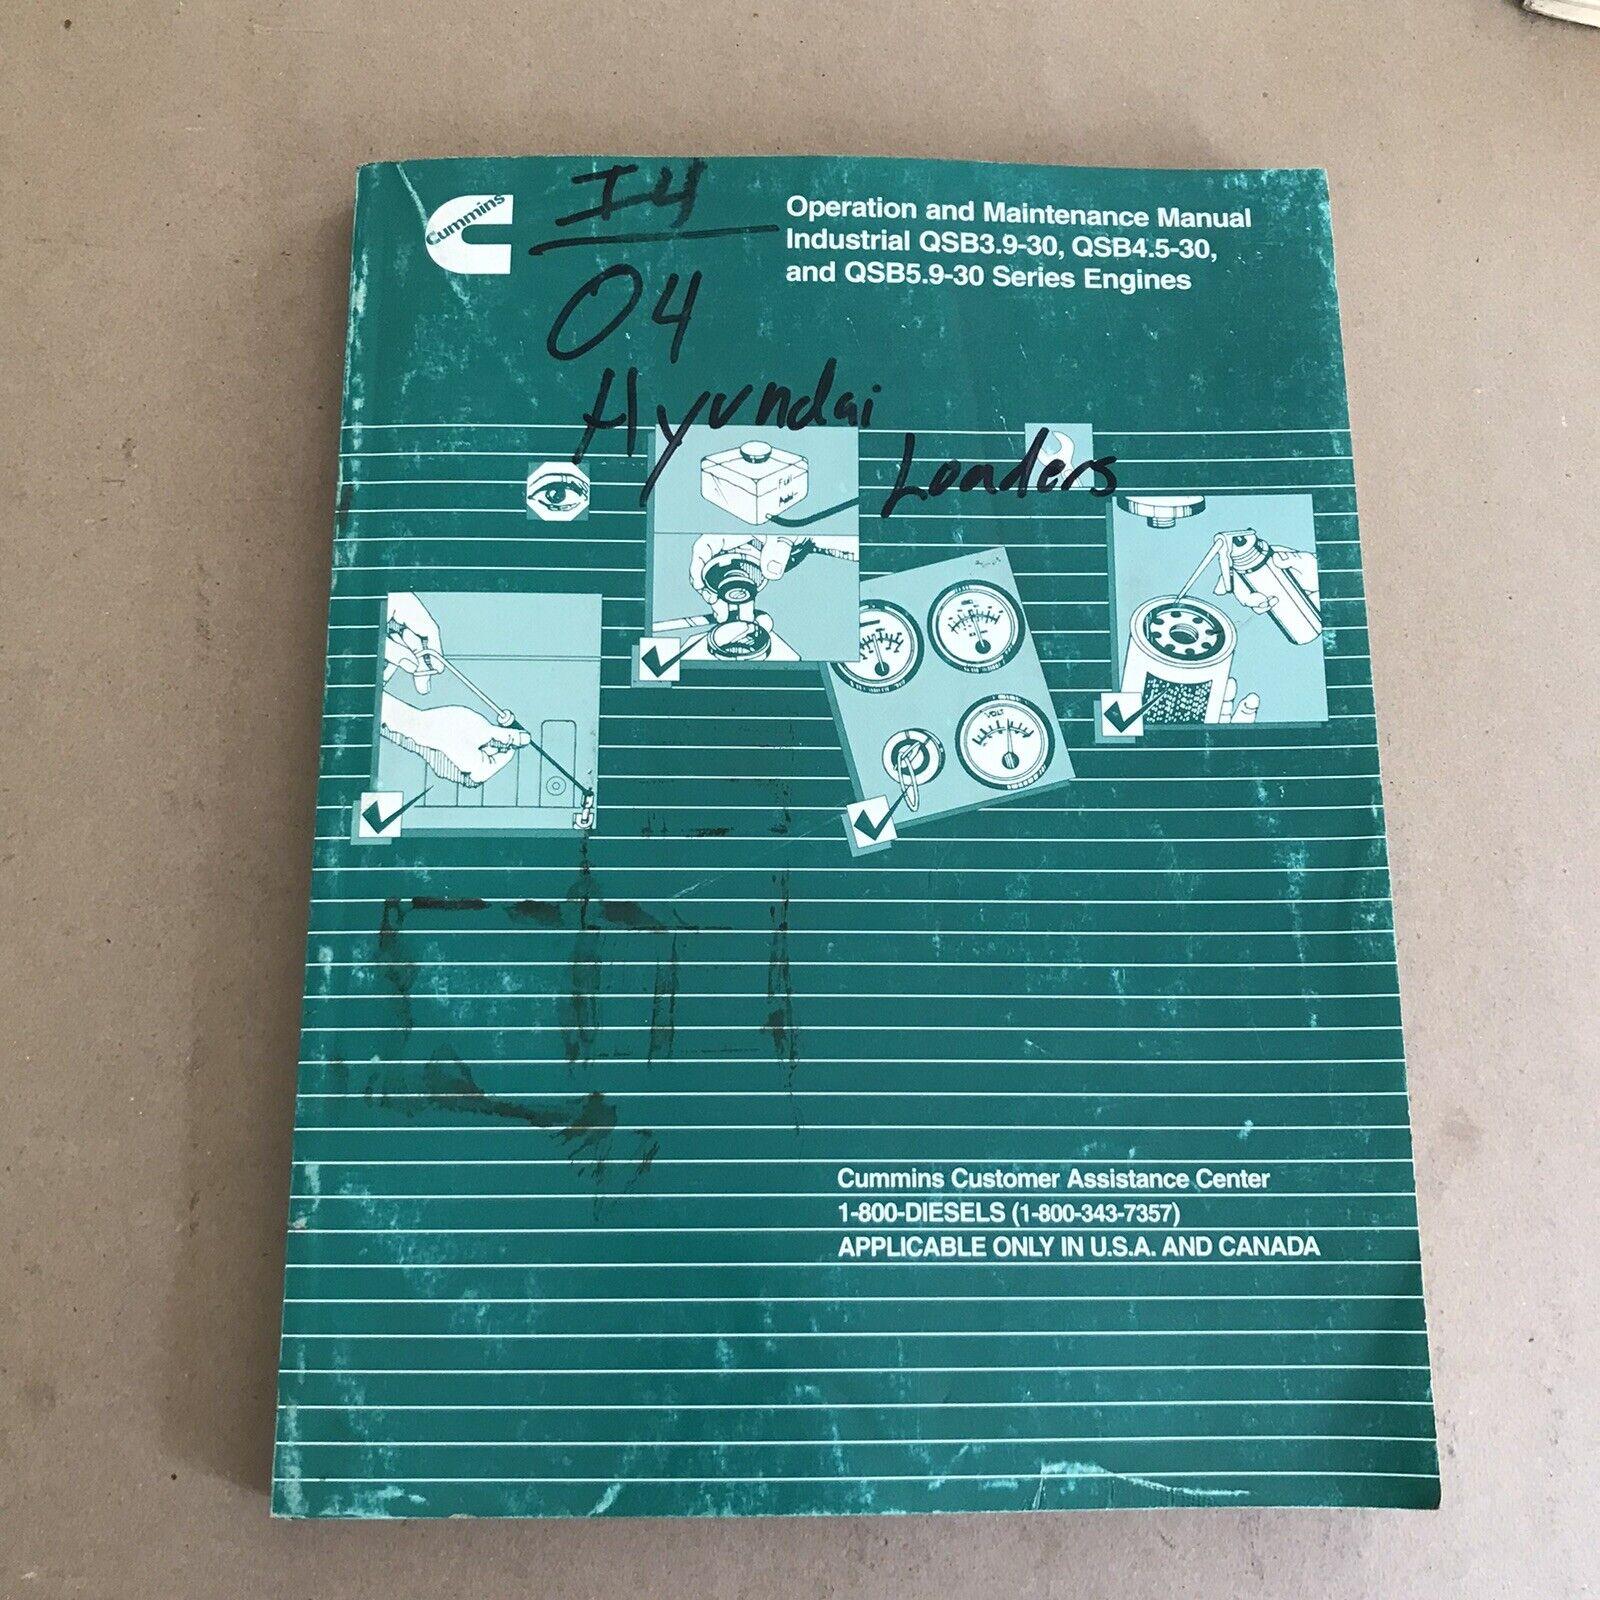 Cummins
I4
04
Hyundai
Loaders
Operation and Maintenance Manual
Industrial QSB3.9-30, QSB4.5-30,
and QSB5.9-30 Series Engines
Full
VOLT
Cummins Customer Assistance Center
1-800-DIESELS (1-800-343-7357)
APPLICABLE ONLY IN U.S.A. AND CANADA